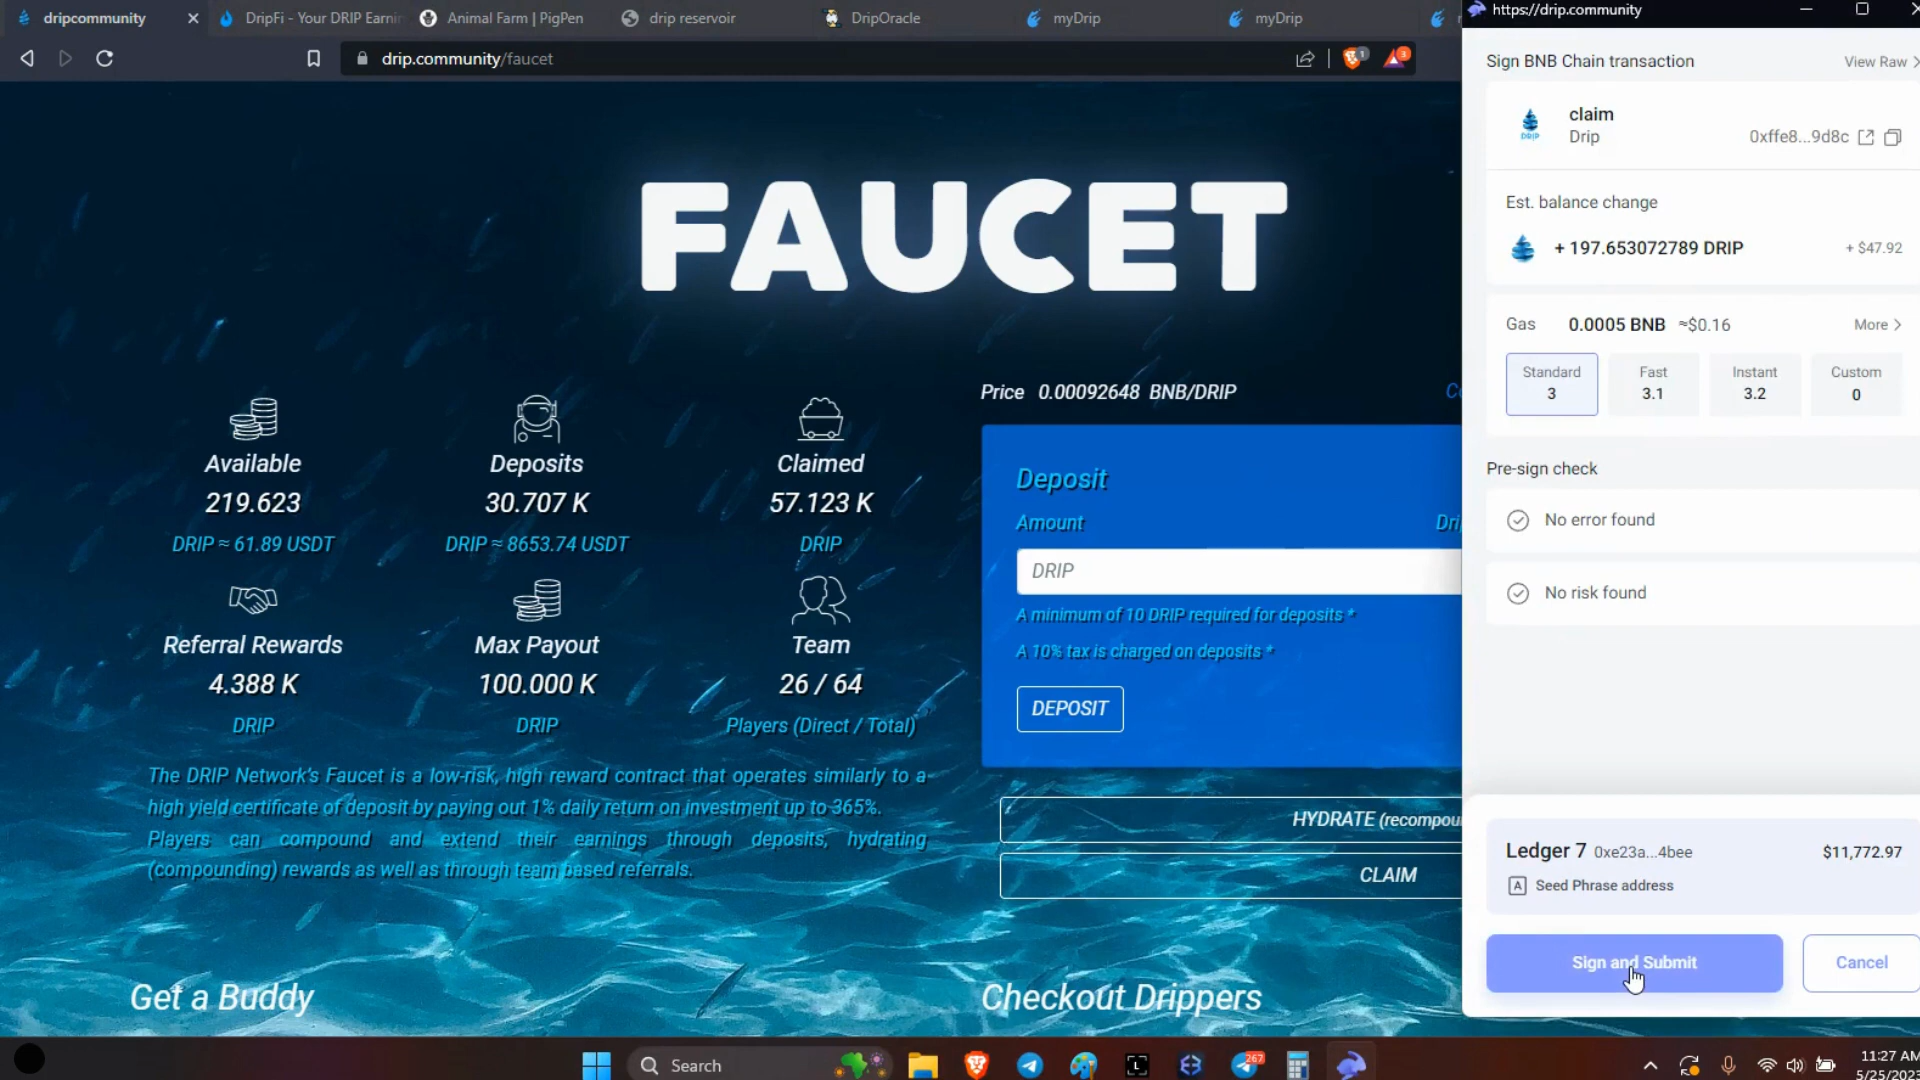 dripcommunity
DripFi - Your DRIP Earnin
Animal Farm | PigPen
drip reservoir
DripOracle
myDrip
myDrip
drip.community/faucet
1
3
FAUCET
Available
219.623
DRIP ≈ 61.89 USDT
Deposits
30.707 K
DRIP ≈ 8653.74 USDT
Claimed
57.123 K
DRIP
Referral Rewards
4.388 K
DRIP
Max Payout
100.000 K
DRIP
Team
26 / 64
Players (Direct / Total)
The DRIP Network's Faucet is a low-risk, high reward contract that operates similarly to a
high yield certificate of deposit by paying out 1% daily return on investment up to 365%.
Players can compound and extend their earnings through deposits, hydrating
(compounding) rewards as well as through team based referrals.
Get a Buddy
Price 0.00092648 BNB/DRIP
Deposit
Amount
DRIP
A minimum of 10 DRIP required for deposits *
A 10% tax is charged on deposits *
DEPOSIT
HYDRATE (recompou
CLAIM
Checkout Drippers
https://drip.community
Sign BNB Chain transaction
View Raw >
DRIP
claim
Drip
0xffe8...9d8c
Est. balance change
+ 197.653072789 DRIP
+ $47.92
Gas 0.0005 BNB ≈$0.16
More >
Standard
3
Fast
3.1
Instant
3.2
Custom
0
Pre-sign check
No error found
No risk found
Ledger 7 0xe23a...4bee
$11,772.97
A Seed Phrase address
Sign and Submit
Cancel
Search
L
267
11:27 AM
5/25/2023